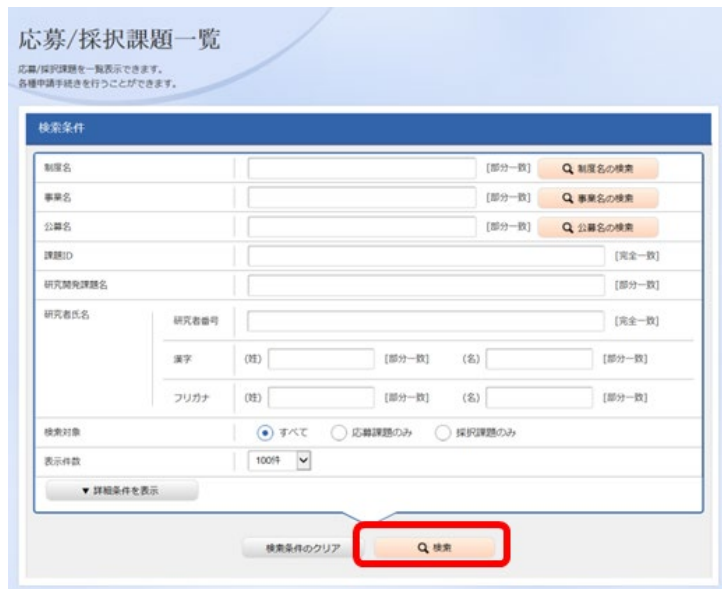 応募/採択課題一覧
応募/採択課題を一覧表示できます。
各種申請手続きを行うことができます。
検索条件
制度名 [部分一致] 制度名の検索
事業名 [部分一致] 事業名の検索
公募名 [部分一致] 公募名の検索
課題ID [完全一致]
研究開発課題名 [部分一致]
研究者氏名 研究者番号 [完全一致]
漢字 (姓) [部分一致] (名) [部分一致]
フリガナ (姓) [部分一致] (名) [部分一致]
検索対象 すべて 応募課題のみ 採択課題のみ
表示件数 100件
▼ 詳細条件を表示
検索条件のクリア 検索